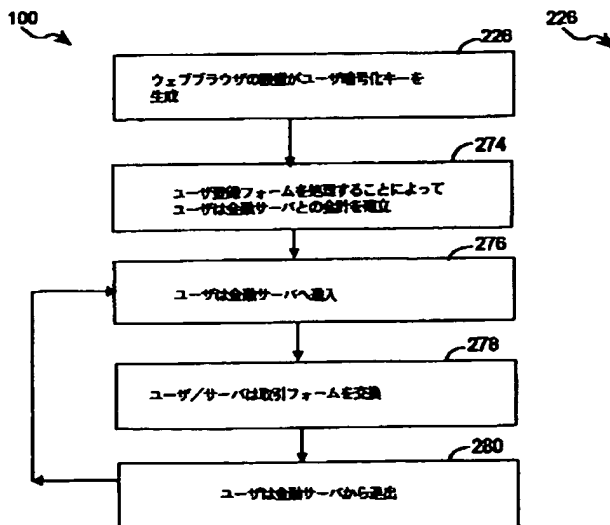 100
226
228
ウェブブラウザの設置がユーザ暗号化キーを
生成
274
ユーザ登録フォームを処理することによって
ユーザは金融サーバとの会計を確立
276
ユーザは金融サーバへ進入
278
ユーザ/サーバは取引フォームを交換
280
ユーザは金融サーバから退出